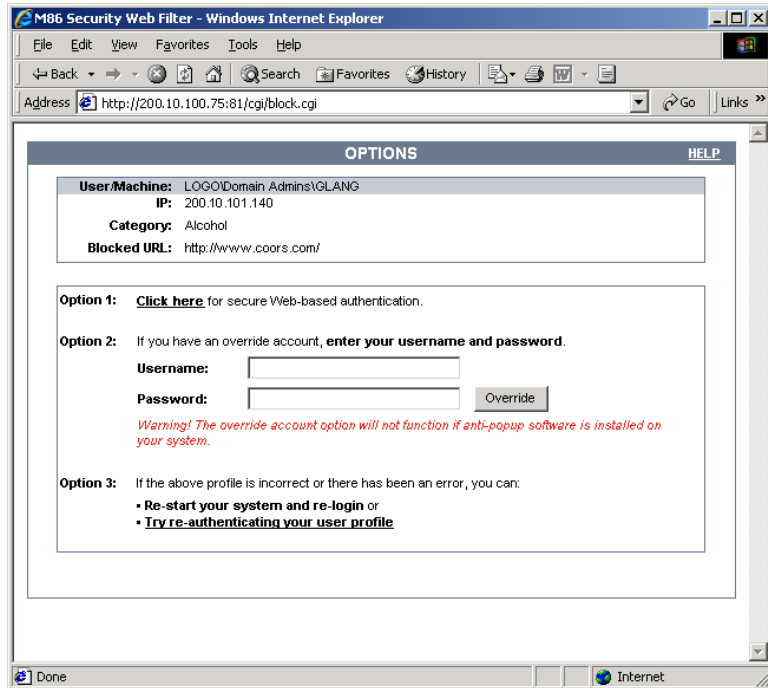 M86 Security Web Filter - Windows Internet Explorer
File Edit View Favorites Tools Help
Back Search Favorites History
Address http://200.10.100.75:81/cgi/block.cgi Go Links »
OPTIONS HELP
User/Machine: LOGO\Domain Admins\GLANG
IP: 200.10.101.140
Category: Alcohol
Blocked URL: http://www.coors.com/
Option 1: Click here for secure Web-based authentication.
Option 2: If you have an override account, enter your username and password.
Username:
Password: Override
Warning! The override account option will not function if anti-popup software is installed on
your system.
Option 3: If the above profile is incorrect or there has been an error, you can:
▪ Re-start your system and re-login or
▪ Try re-authenticating your user profile
Done Internet